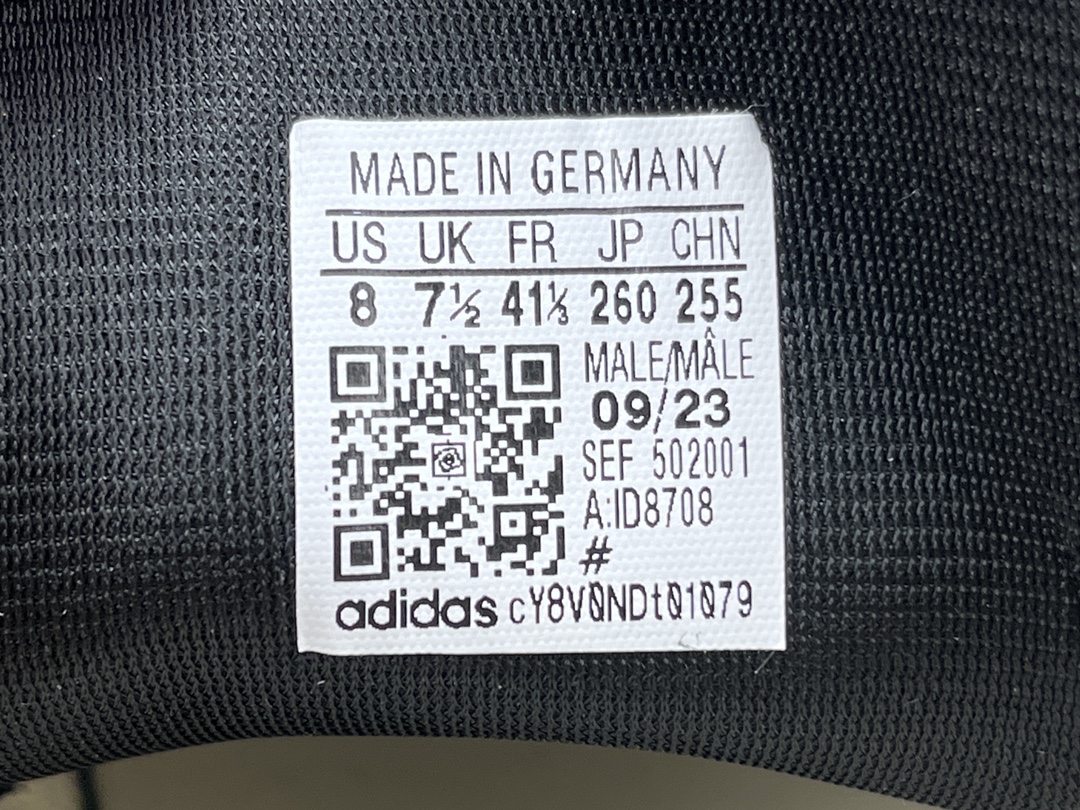 MADE IN GERMANY
US UK FR JP CHN
8 7½ 41⅓ 260 255
MALE/MÂLE
09/23
SEF 502001
A:ID8708
#
adidas cY8V0NDt01079